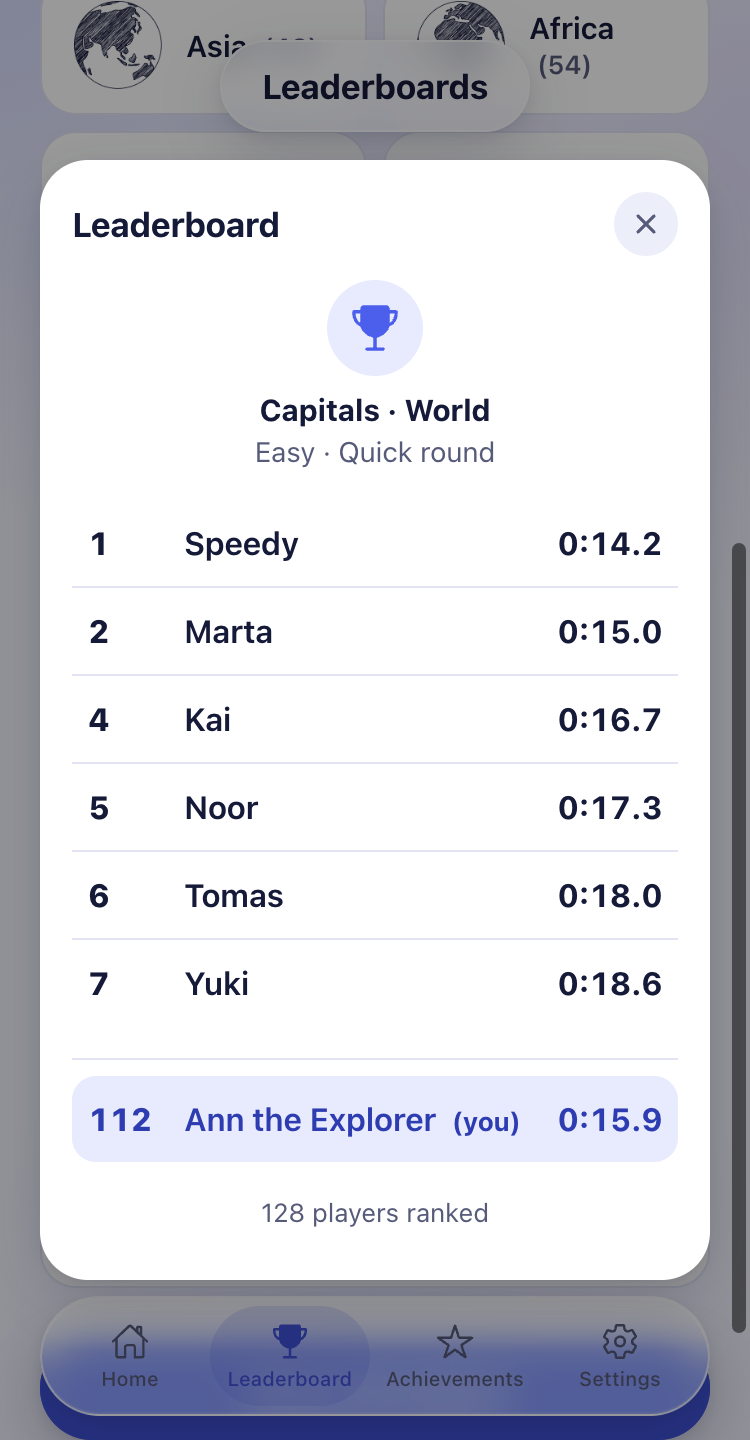 Asia
Africa
(54)
Leaderboards
Leaderboard
Capitals · World
Easy · Quick round
1 Speedy 0:14.2
2 Marta 0:15.0
4 Kai 0:16.7
5 Noor 0:17.3
6 Tomas 0:18.0
7 Yuki 0:18.6
112 Ann the Explorer (you) 0:15.9
128 players ranked
Home Leaderboard Achievements Settings